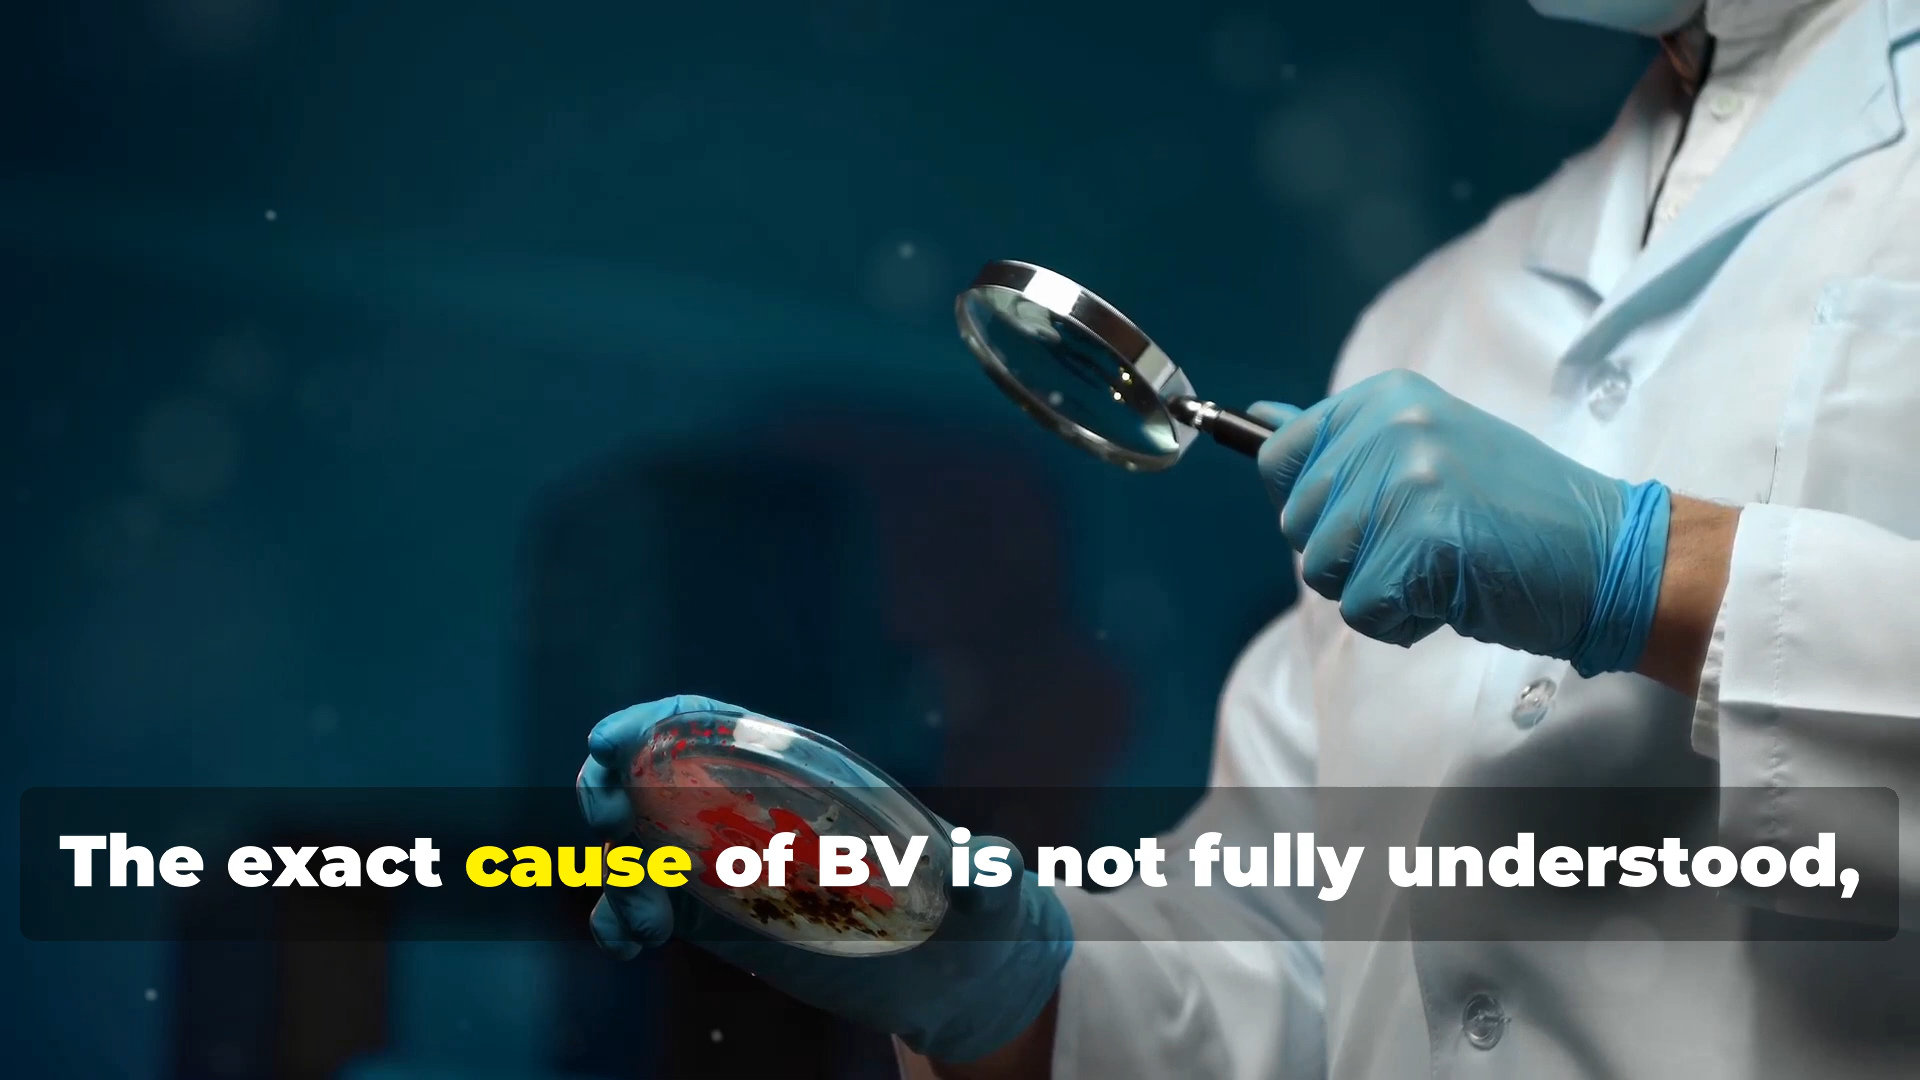 The exact cause of BV is not fully understood,